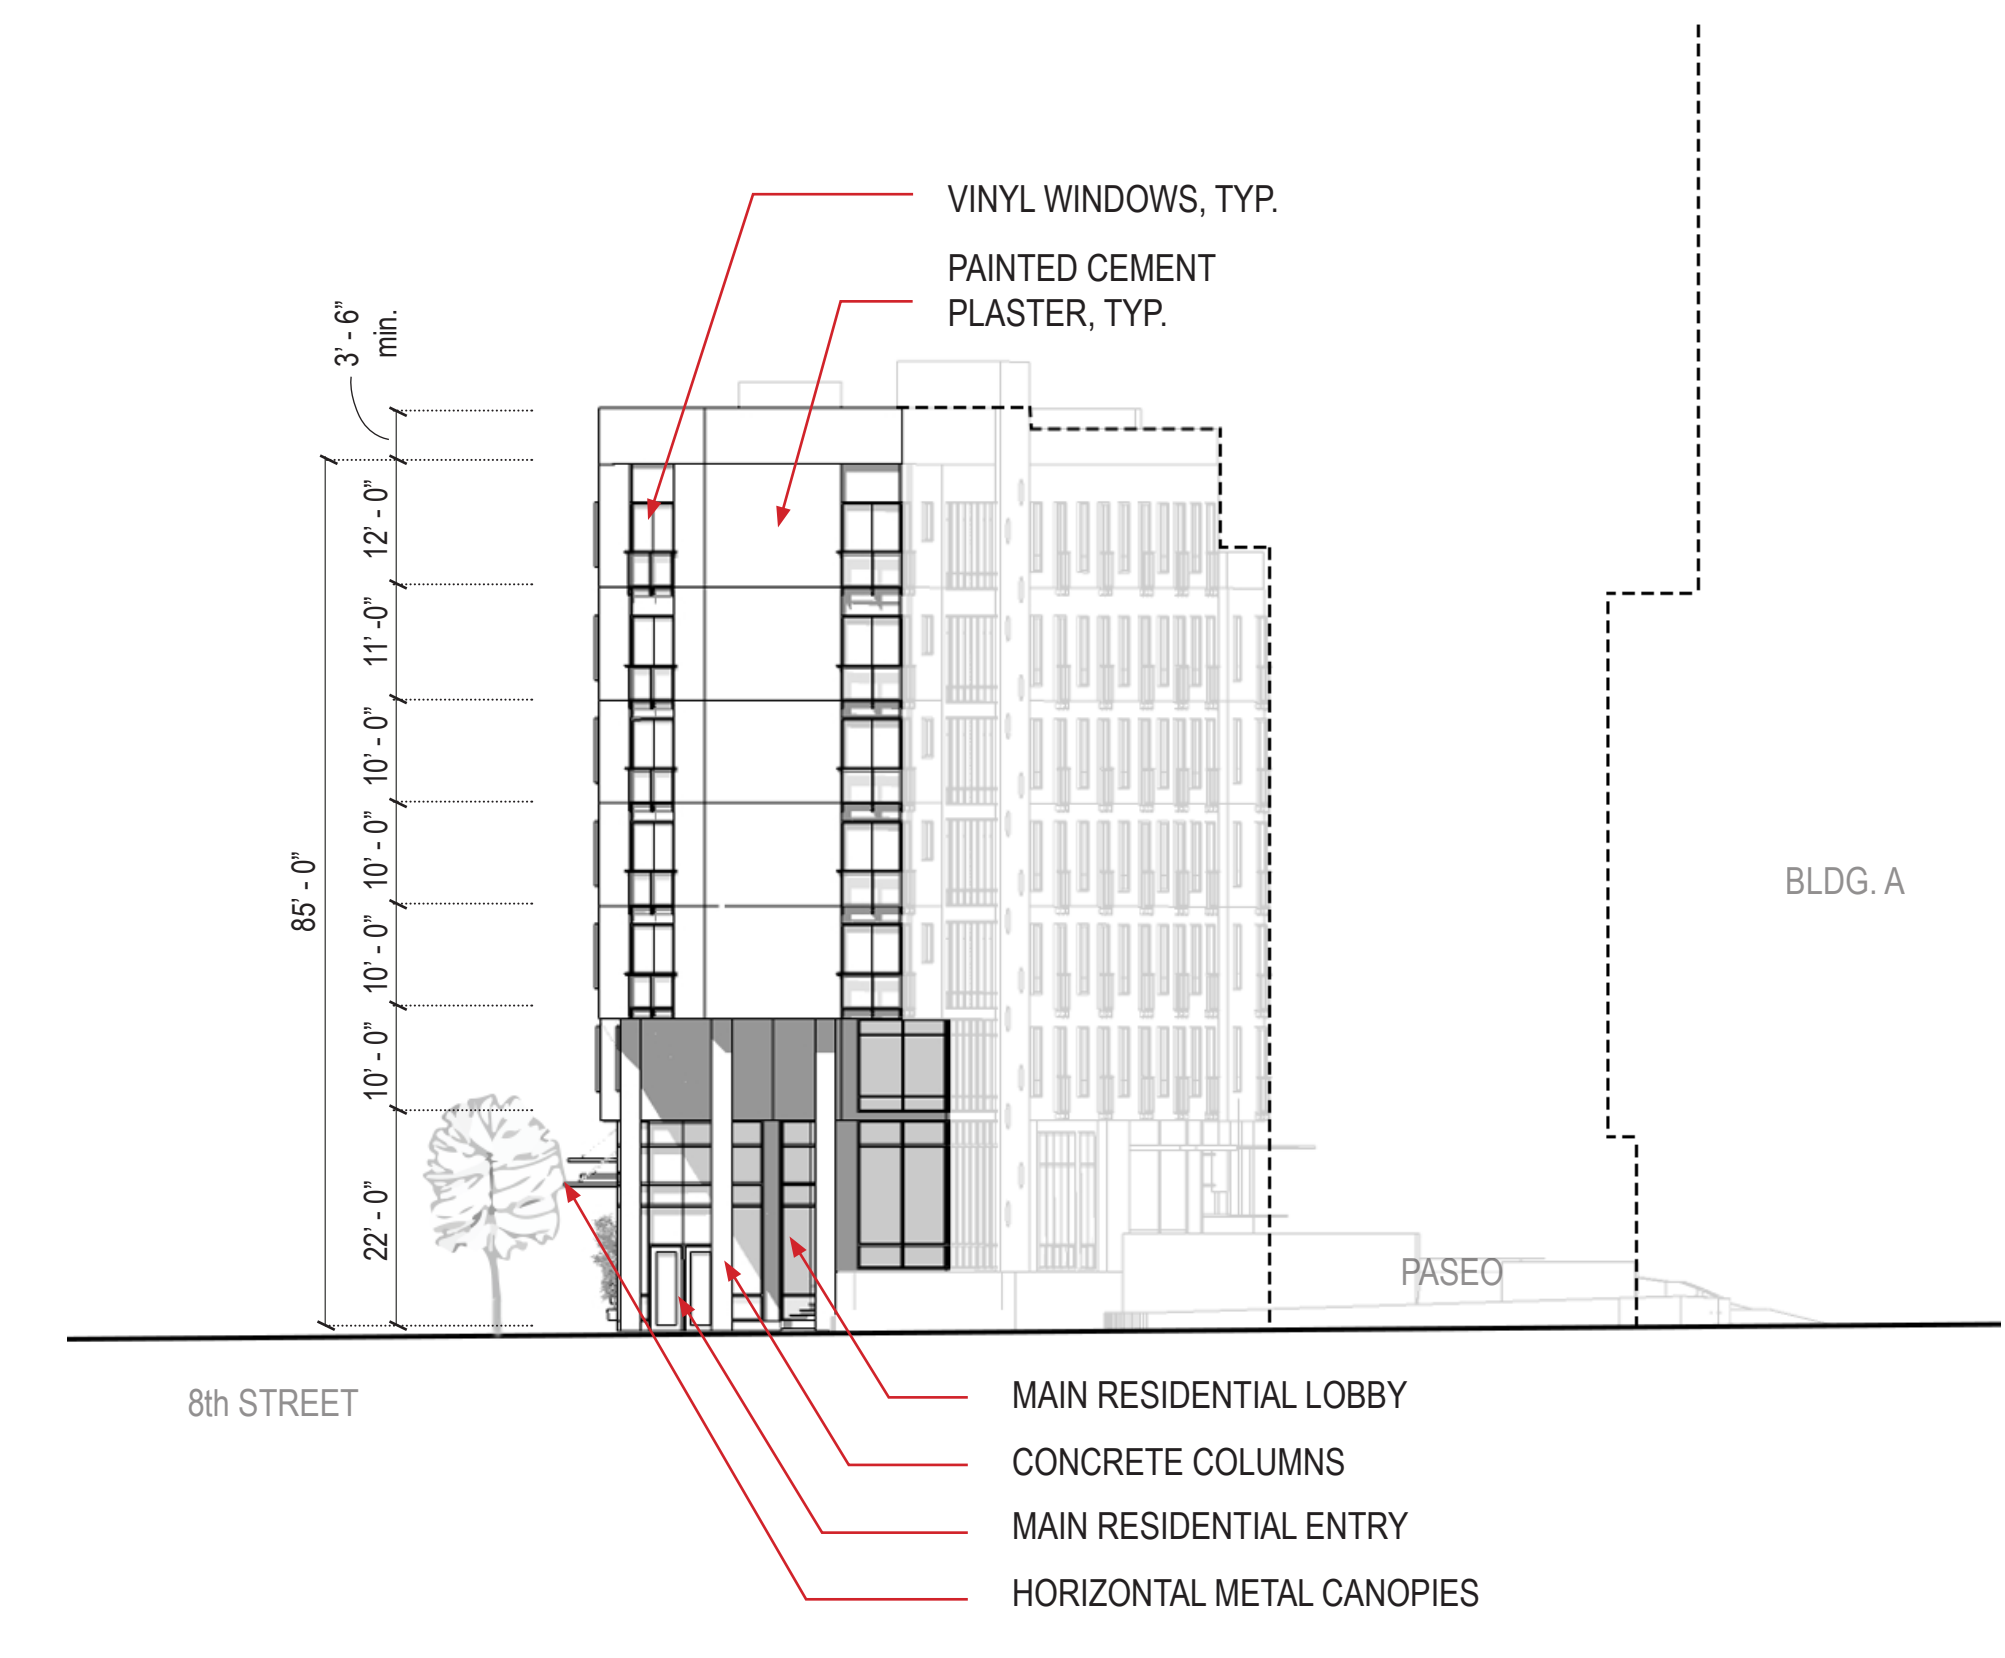 VINYL WINDOWS, TYP.
PAINTED CEMENT
PLASTER, TYP.
3’ - 6”
min.
12’ - 0”
11’ -0”
10’ - 0”
10’ - 0”
10’ - 0”
10’ - 0”
22’ - 0”
85’ - 0”
BLDG. A
PASEO
8th STREET
MAIN RESIDENTIAL LOBBY
CONCRETE COLUMNS
MAIN RESIDENTIAL ENTRY
HORIZONTAL METAL CANOPIES